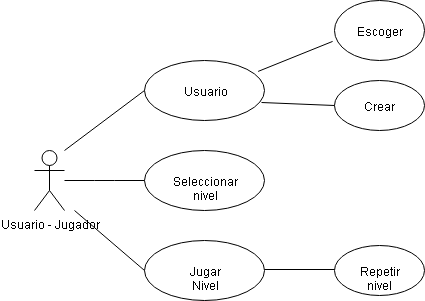 Escoger
Usuario
Crear
Seleccionar
nivel
Usuario - Jugador
Jugar
Nivel
Repetir
nivel